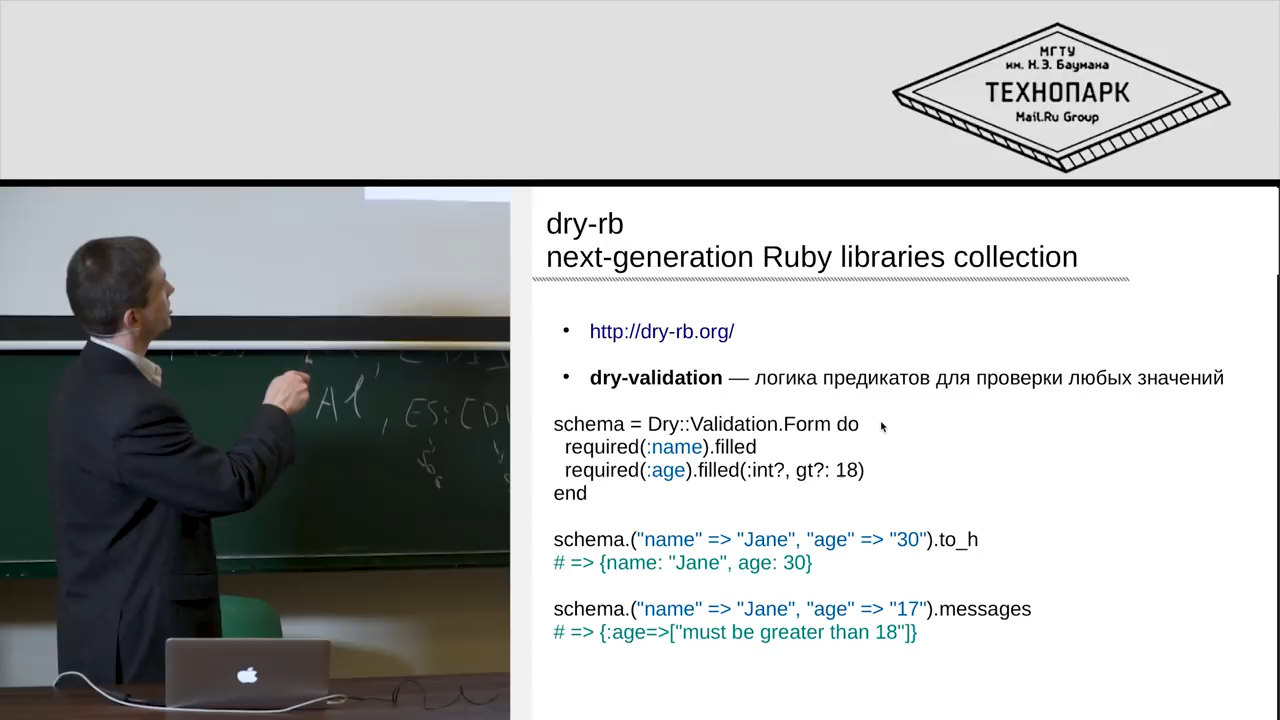 МГТУ
им. Н.Э. Баумана
ТЕХНОПАРК
Mail.Ru Group
dry-rb
next-generation Ruby libraries collection
• http://dry-rb.org/
• dry-validation — логика предикатов для проверки любых значений
schema = Dry::Validation.Form do
required(:name).filled
required(:age).filled(:int?, gt?: 18)
end
schema.("name" => "Jane", "age" => "30").to_h
# => {name: "Jane", age: 30}
schema.("name" => "Jane", "age" => "17").messages
# => {:age=>["must be greater than 18"]}